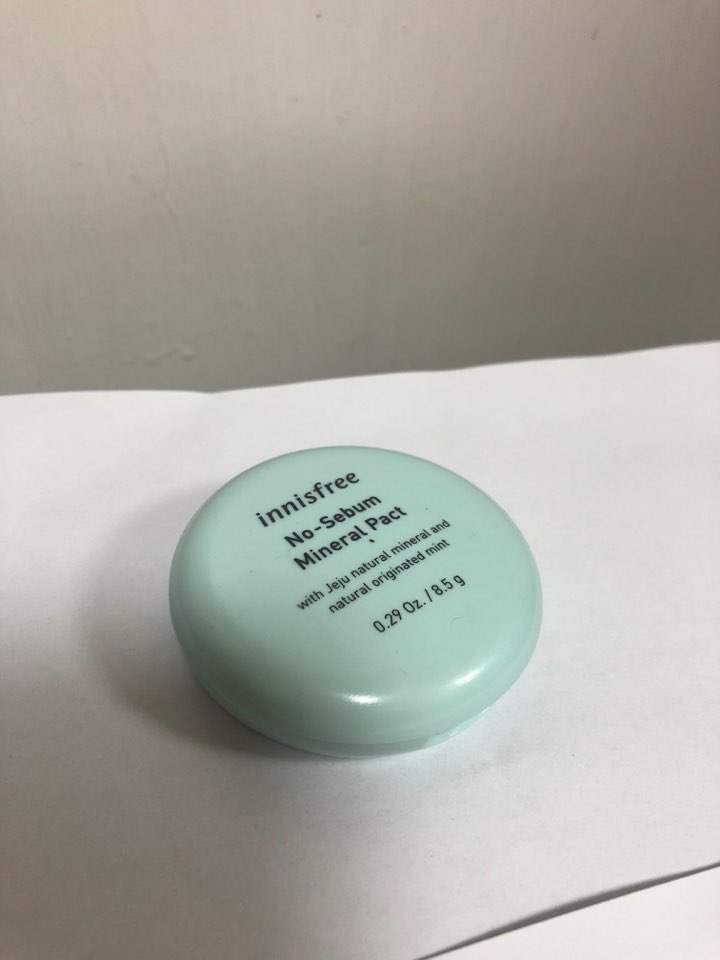 innisfree
No-Sebum
Mineral Pact
with Jeju natural mineral and
natural originated mint
0.29 Oz. / 8.5 g